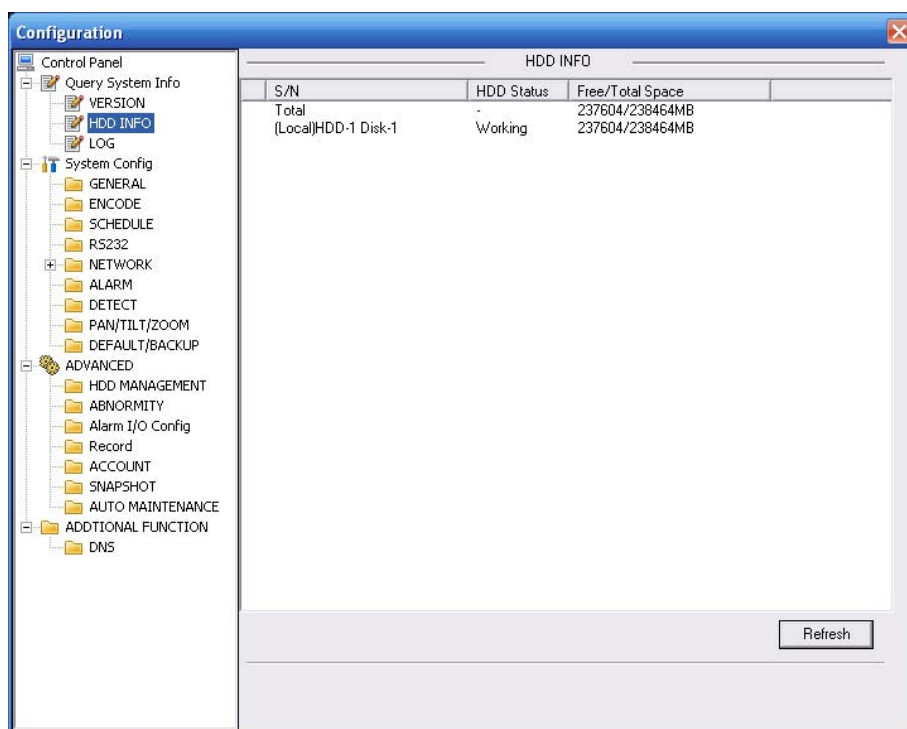 Configuration
Control Panel
Query System Info
VERSION
HDD INFO
LOG
System Config
GENERAL
ENCODE
SCHEDULE
RS232
NETWORK
ALARM
DETECT
PAN/TILT/ZOOM
DEFAULT/BACKUP
ADVANCED
HDD MANAGEMENT
ABNORMITY
Alarm I/O Config
Record
ACCOUNT
SNAPSHOT
AUTO MAINTENANCE
ADDTIONAL FUNCTION
DNS
HDD INFO
S/N HDD Status Free/Total Space
Total - 237604/238464MB
(Local)HDD-1 Disk-1 Working 237604/238464MB
Refresh